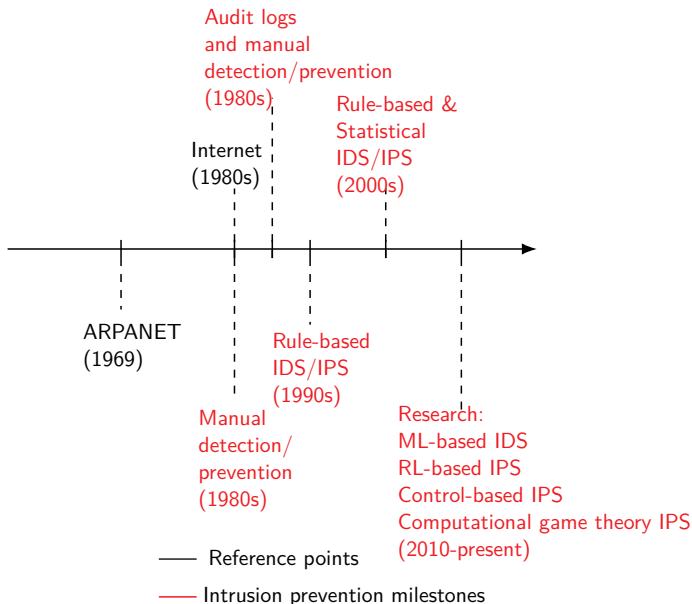 Audit logs
and manual
detection/prevention
(1980s)
Rule-based &
Statistical
IDS/IPS
(2000s)
Internet
(1980s)
ARPANET
(1969)
Rule-based
IDS/IPS
(1990s)
Manual
detection/
prevention
(1980s)
Research:
ML-based IDS
RL-based IPS
Control-based IPS
Computational game theory IPS
(2010-present)
Reference points
Intrusion prevention milestones